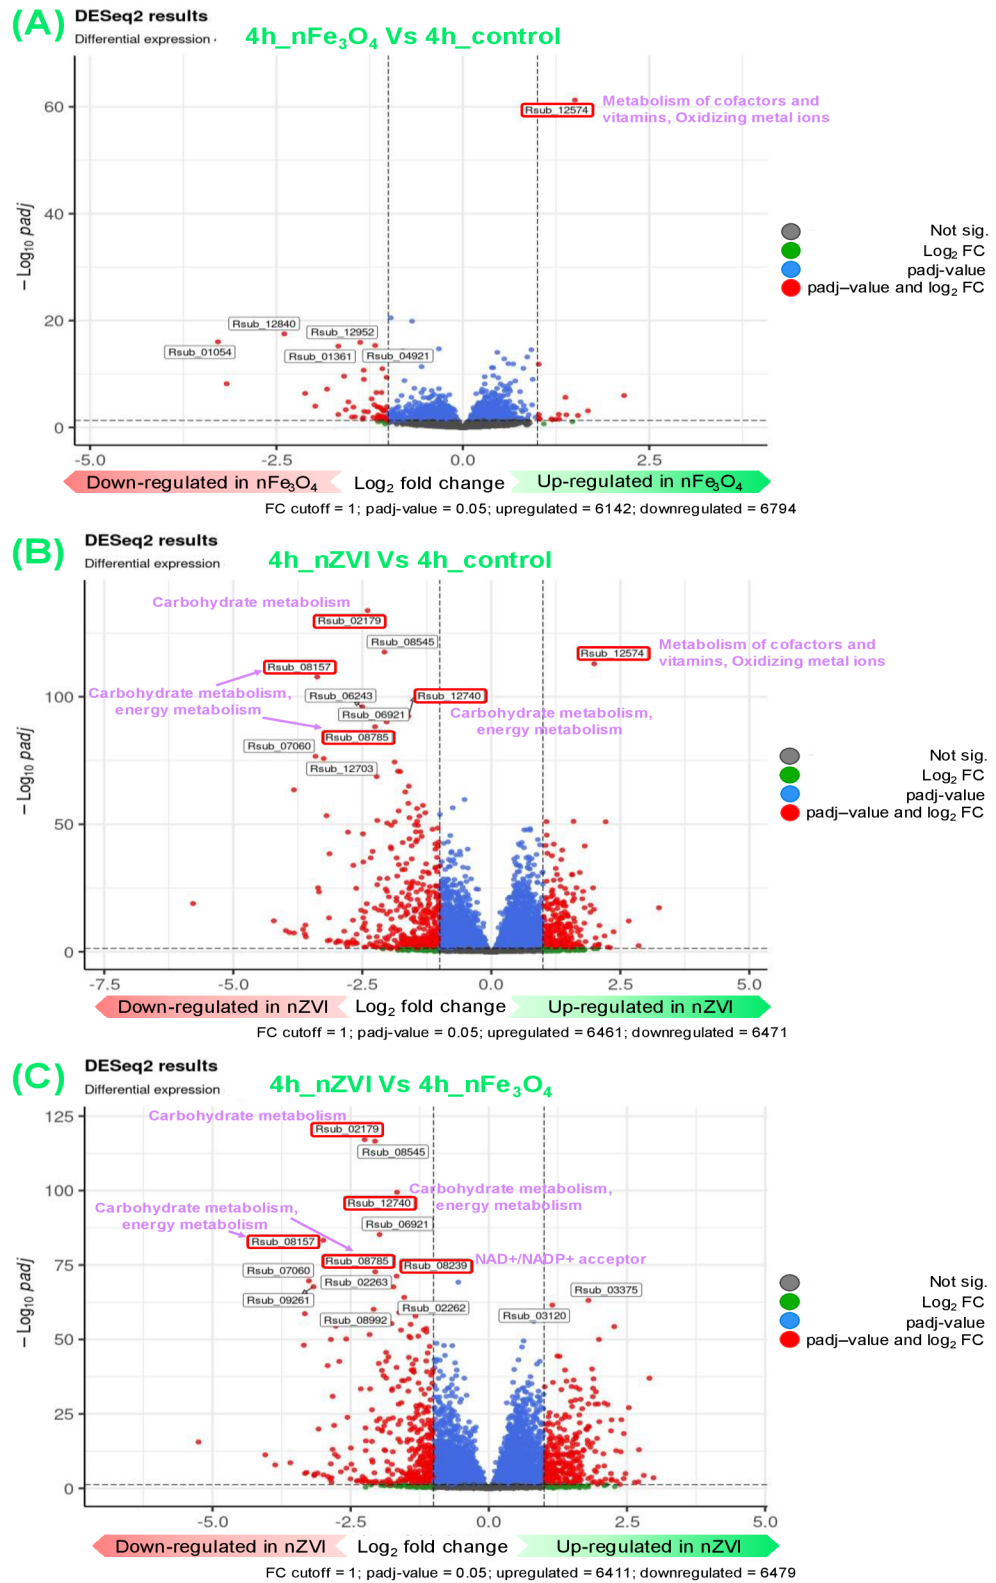 (A)
DESeq2 results
Differential expression
4h_nFe3O4 Vs 4h_control
60
40
20
0
– Log10 padj
Rsub_12574
Metabolism of cofactors and
vitamins, Oxidizing metal ions
Rsub_12840
Rsub_12952
Rsub_01054
Rsub_01361
Rsub_04921
Not sig.
Log2 FC
padj-value
padj–value and log2 FC
-5.0
-2.5
0.0
2.5
Down-regulated in nFe3O4
Log2 fold change
Up-regulated in nFe3O4
FC cutoff = 1; padj-value = 0.05; upregulated = 6142; downregulated = 6794
(B)
DESeq2 results
Differential expression
4h_nZVI Vs 4h_control
100
50
0
– Log10 padj
Carbohydrate metabolism
Rsub_02179
Rsub_08545
Rsub_12574
Metabolism of cofactors and
vitamins, Oxidizing metal ions
Rsub_08157
Carbohydrate metabolism,
energy metabolism
Rsub_06243
Rsub_12740
Rsub_06921
Carbohydrate metabolism,
energy metabolism
Rsub_08785
Rsub_07060
Rsub_12703
Not sig.
Log2 FC
padj-value
padj–value and log2 FC
-7.5
-5.0
-2.5
0.0
2.5
5.0
Down-regulated in nZVI
Log2 fold change
Up-regulated in nZVI
FC cutoff = 1; padj-value = 0.05; upregulated = 6461; downregulated = 6471
(C)
DESeq2 results
Differential expression
4h_nZVI Vs 4h_nFe3O4
125
100
75
50
25
0
– Log10 padj
Carbohydrate metabolism
Rsub_02179
Rsub_08545
Carbohydrate metabolism,
energy metabolism
Rsub_12740
Carbohydrate metabolism,
energy metabolism
Rsub_06921
Rsub_08157
Rsub_08785
Rsub_08239
NAD+/NADP+ acceptor
Rsub_07060
Rsub_02263
Rsub_09261
Rsub_02262
Rsub_08992
Rsub_03375
Rsub_03120
Not sig.
Log2 FC
padj-value
padj–value and log2 FC
-5.0
-2.5
0.0
2.5
5.0
Down-regulated in nZVI
Log2 fold change
Up-regulated in nZVI
FC cutoff = 1; padj-value = 0.05; upregulated = 6411; downregulated = 6479